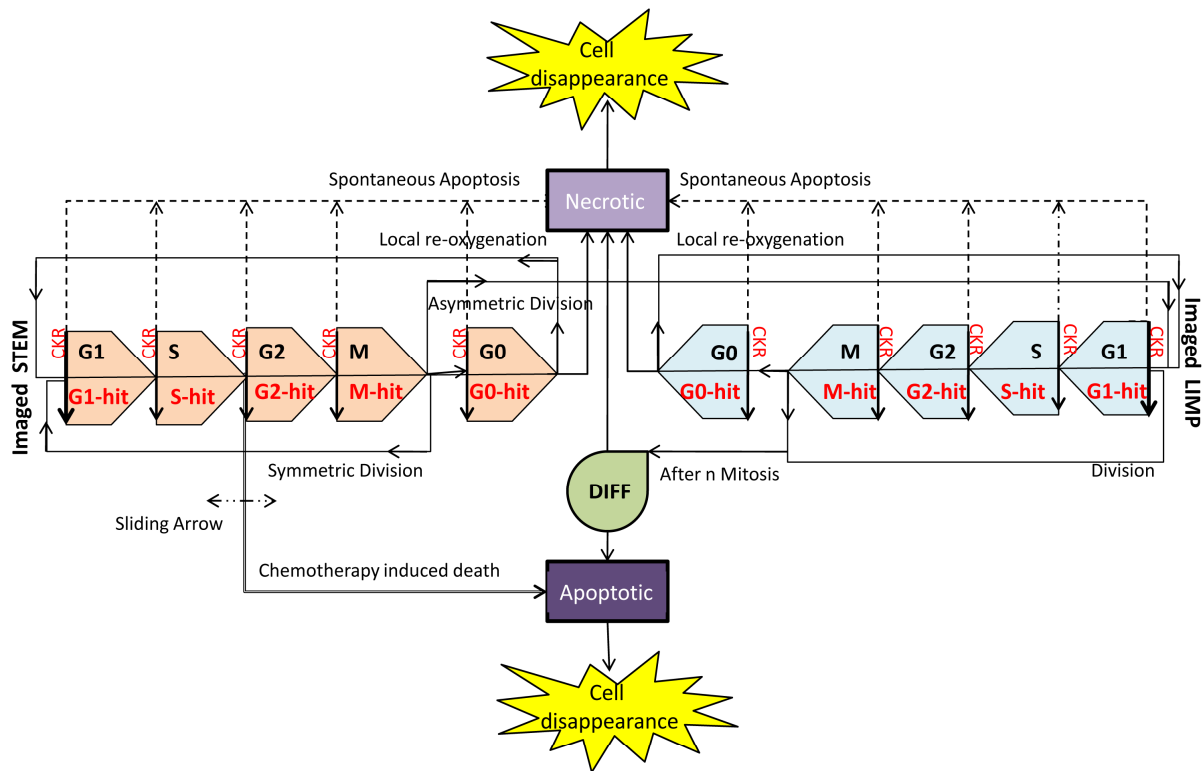 Cell
disappearance
Spontaneous Apoptosis
Spontaneous Apoptosis
Necrotic
Local re-oxygenation
Local re-oxygenation
Asymmetric Division
Imaged STEM
CKR
G1
G1-hit
CKR
S
S-hit
CKR
G2
G2-hit
CKR
M
M-hit
CKR
G0
G0-hit
CKR
G0
G0-hit
CKR
M
M-hit
CKR
G2
G2-hit
CKR
S
S-hit
CKR
G1
G1-hit
Imaged LIMP
Symmetric Division
After n Mitosis
Division
DIFF
Sliding Arrow
Chemotherapy induced death
Apoptotic
Cell
disappearance